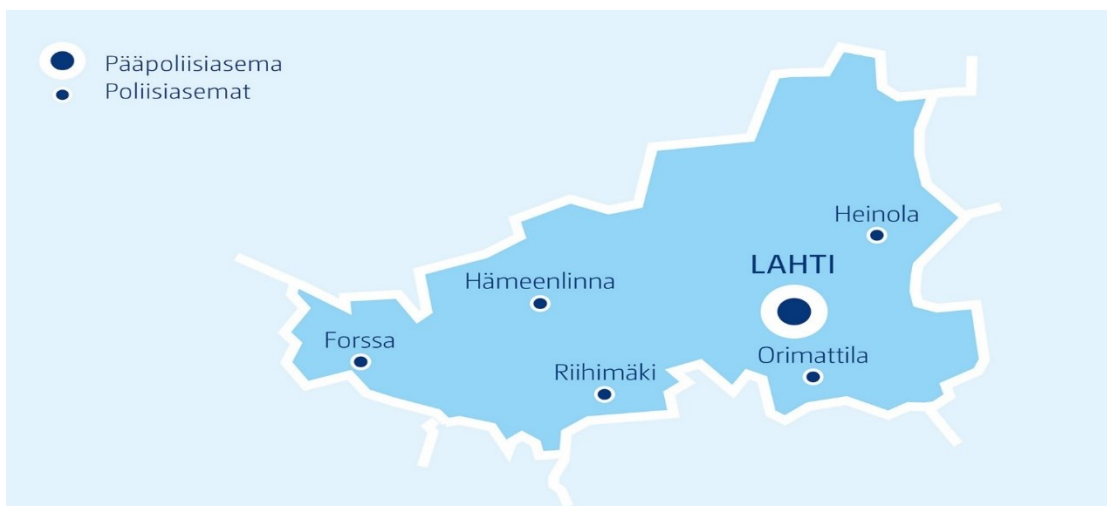 Pääpoliisiasema
Poliisiasemat
Heinola
LAHTI
Hämeenlinna
Forssa
Orimattila
Riihimäki